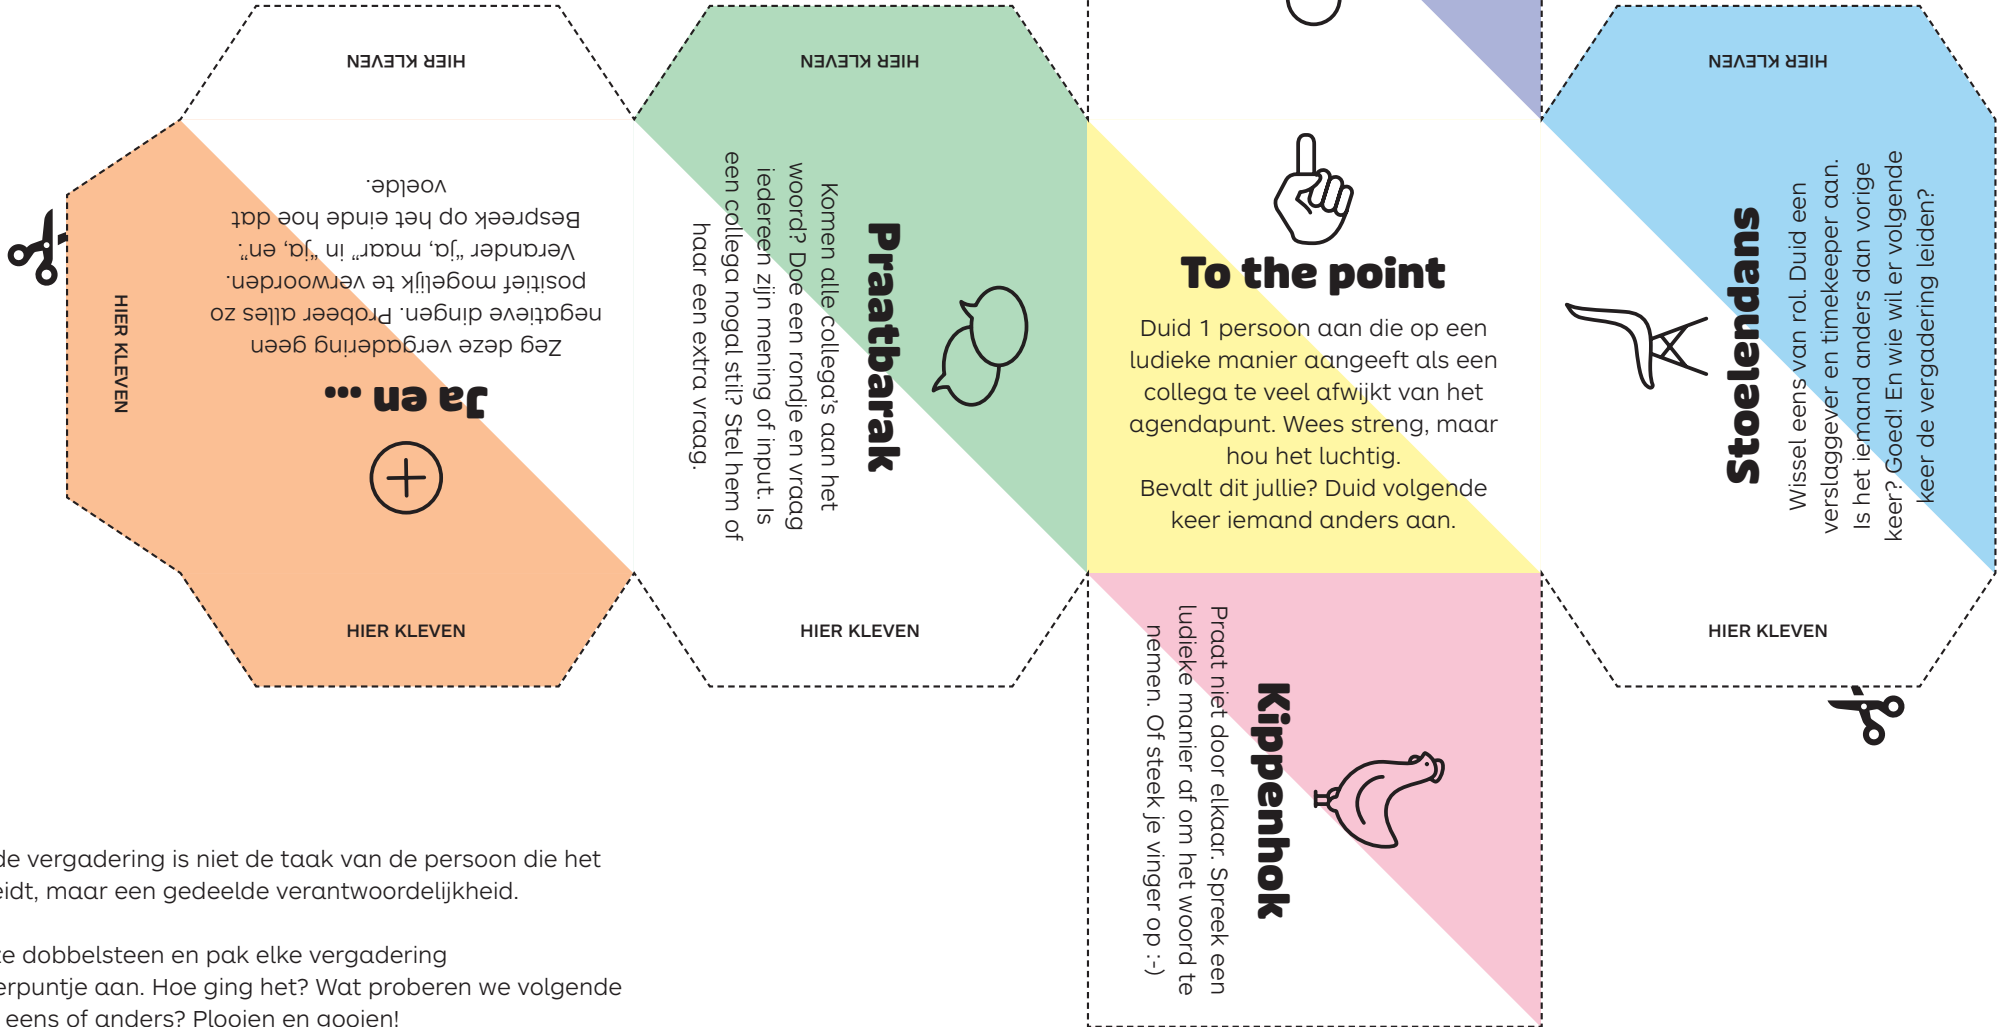 HIER KLEVEN
HIER KLEVEN
HIER KLEVEN
HIER KLEVEN
Ja en ...
Zeg deze vergadering geen
negatieve dingen. Probeer alles zo
positief mogelijk te verwoorden.
Verander “ja, maar” in “ja, en”.
Bespreek op het einde hoe dat
voelde.
HIER KLEVEN
Praatbarak
Komen alle collega’s aan het
woord? Doe een rondje en vraag
iedereen zijn mening of input. Is
een collega nogal stil? Stel hem of
haar een extra vraag.
HIER KLEVEN
To the point
Duid 1 persoon aan die op een
ludieke manier aangeeft als een
collega te veel afwijkt van het
agendapunt. Wees streng, maar
hou het luchtig.
Bevalt dit jullie? Duid volgende
keer iemand anders aan.
Stoelendans
Wissel eens van rol. Duid een
verslaggever en timekeeper aan.
Is het iemand anders dan vorige
keer? Goed! En wie wil er volgende
keer de vergadering leiden?
HIER KLEVEN
Kippenhok
Praat niet door elkaar. Spreek een
ludieke manier af om het woord te
nemen. Of steek je vinger op :-)
de vergadering is niet de taak van de persoon die het
eidt, maar een gedeelde verantwoordelijkheid.
te dobbelsteen en pak elke vergadering
erpuntje aan. Hoe ging het? Wat proberen we volgende
eens of anders? Plooien en gooien!